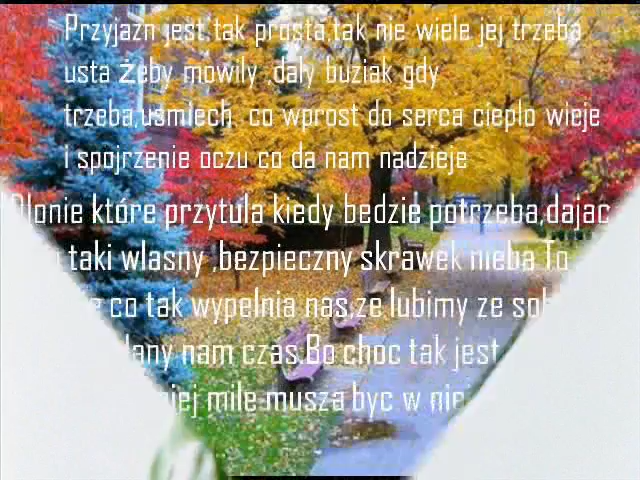 Przyjazn jest tak prosta,tak nie wiele jej trzeba
usta żeby mowily ,daly buziak gdy
trzeba,usmiech co wprost do serca cieplo wieje
i spojrzenie oczu co da nam nadzieje
Dlonie które przytula kiedy bedzie potrzeba,dajac
taki wlasny ,bezpieczny skrawek nieba.To
co tak wypelnia nas,ze lubimy ze
nam czas.Bo choc tak jest
mile musza byc w niej